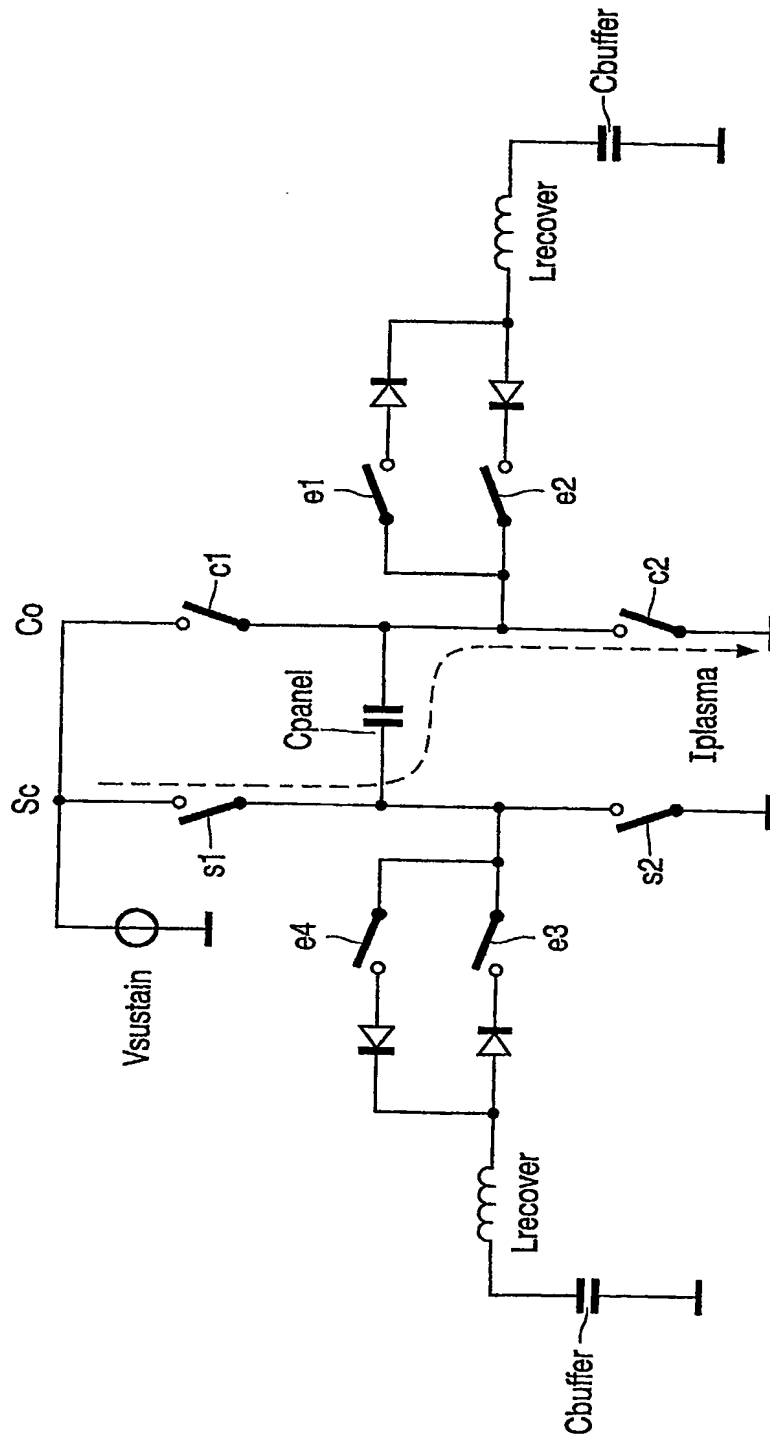 Sc
Co
Vsustain
s1
c1
Cpanel
e4
e3
e1
e2
Lrecover
Cbuffer
Lrecover
Cbuffer
s2
Iplasma
c2